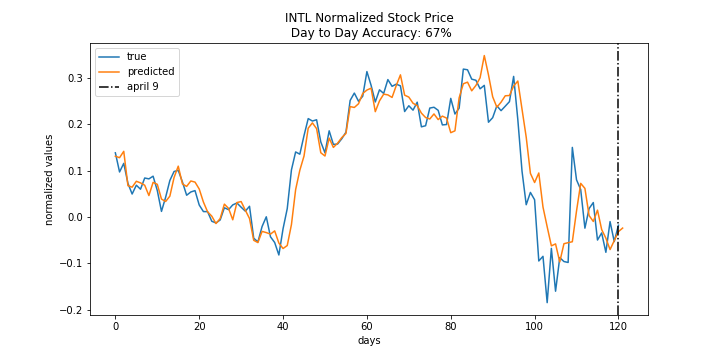 INTL Normalized Stock Price
Day to Day Accuracy: 67%
true
predicted
april 9
normalized values
0.3
0.2
0.1
0.0
−0.1
−0.2
0 20 40 60 80 100 120
days